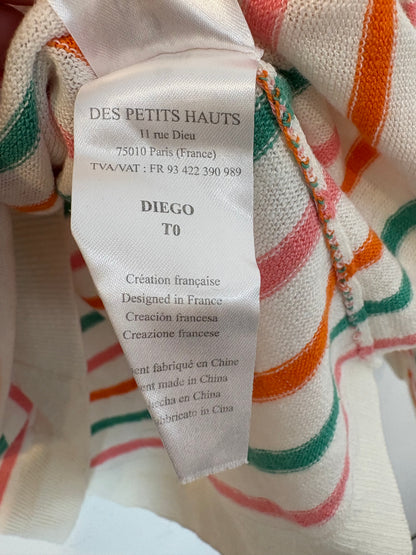 DES PETITS HAUTS
11 rue Dieu
75010 Paris (France)
TVA/VAT : FR 93 422 390 989
DIEGO
T0
Création française
Designed in France
Creación francesa
Creazione francese
ent fabriqué en Chine
ent made in China
echa en China
bricato in Cina